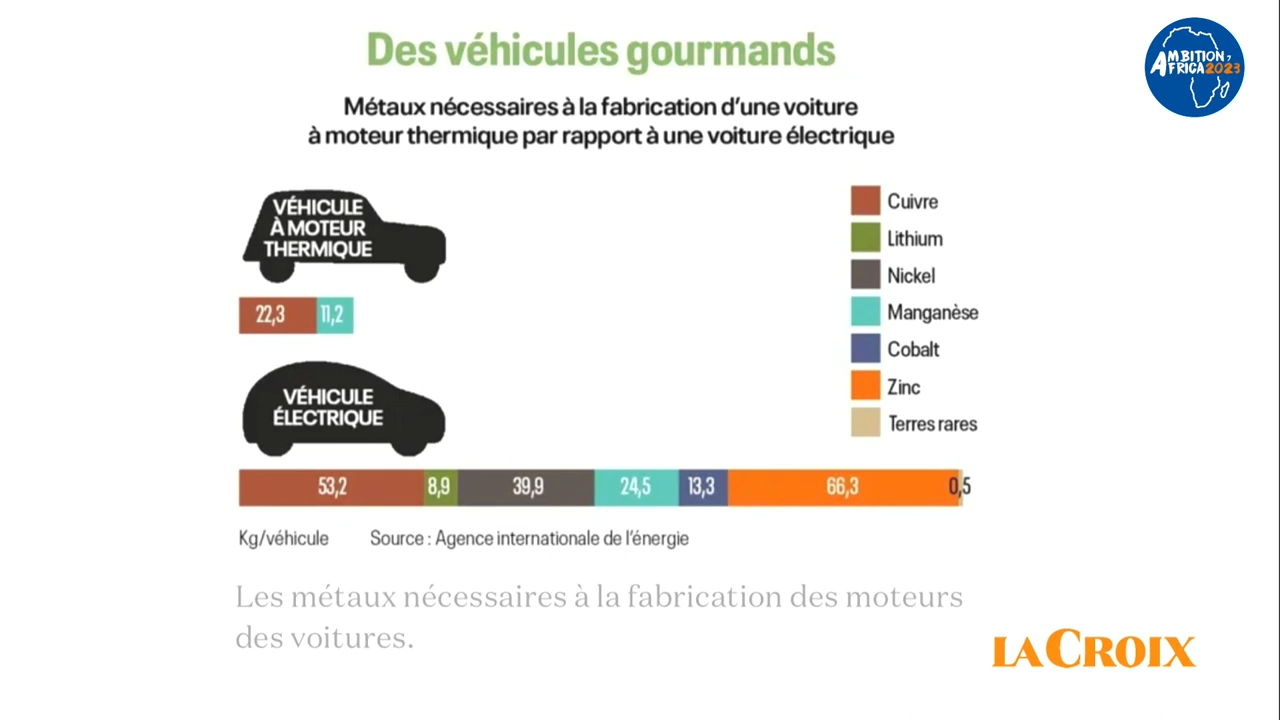 Des véhicules gourmands
AMBITION,
AFRICA2023
Métaux nécessaires à la fabrication d'une voiture
à moteur thermique par rapport à une voiture électrique
VÉHICULE
À MOTEUR
THERMIQUE
22,3 11,2
Cuivre
Lithium
Nickel
Manganèse
Cobalt
Zinc
Terres rares
VÉHICULE
ÉLECTRIQUE
53,2 8,9 39,9 24,5 13,3 66,3 0,5
Kg/véhicule Source : Agence internationale de l'énergie
Les métaux nécessaires à la fabrication des moteurs
des voitures.
LA CROIX